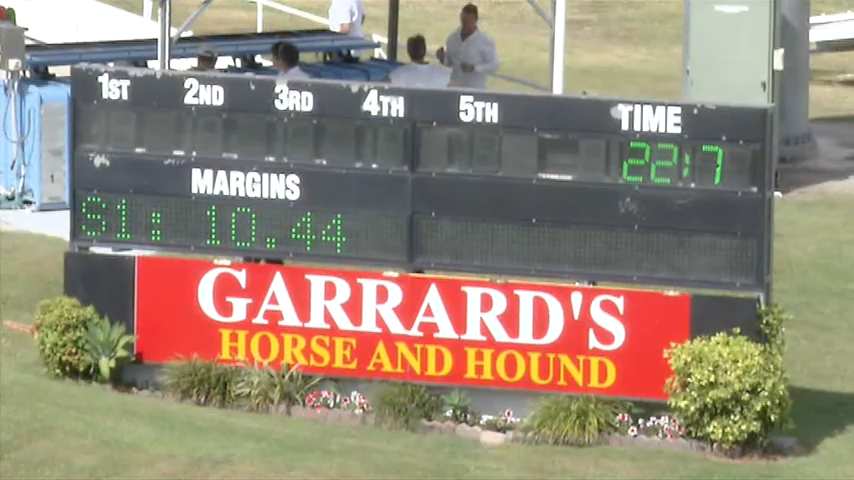 1ST 2ND 3RD 4TH 5TH TIME
22:7
MARGINS
S1: 10.44
GARRARD'S
HORSE AND HOUND